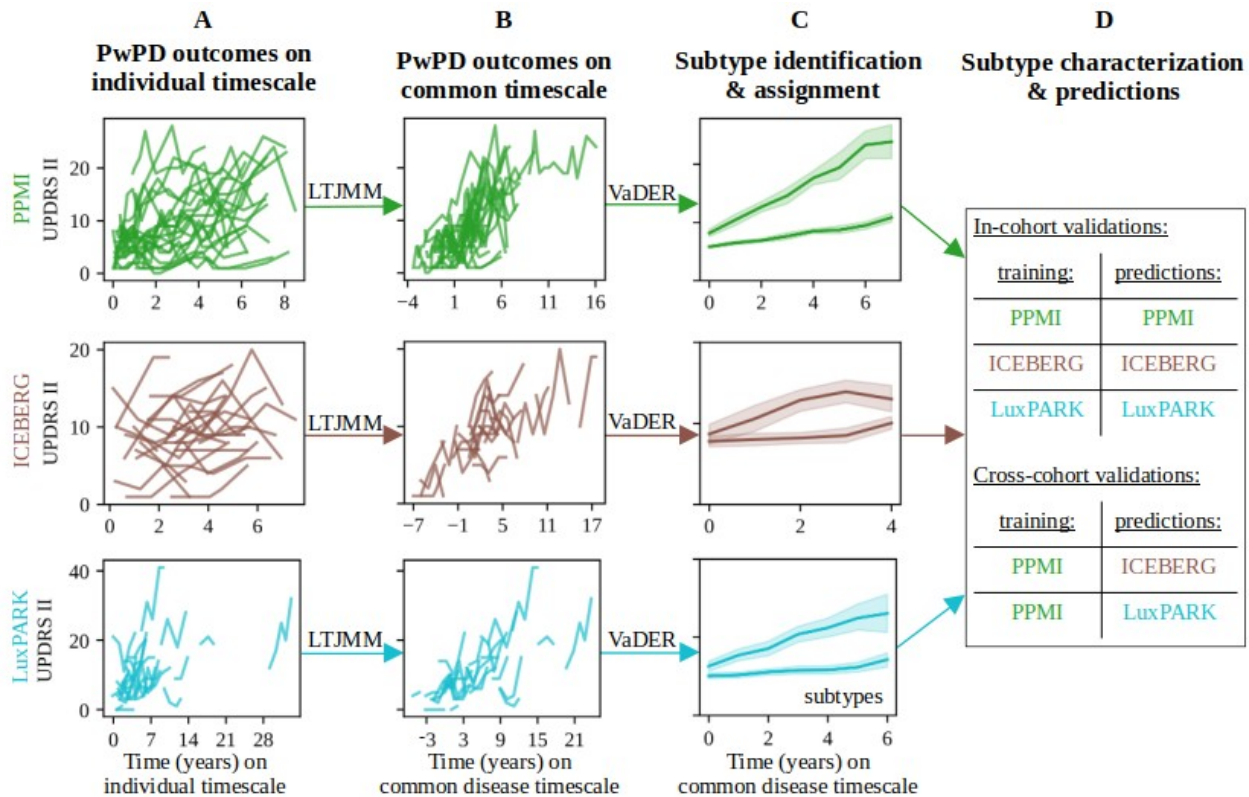 A
B
C
D
PwPD outcomes on
individual timescale
PwPD outcomes on
common timescale
Subtype identification
& assignment
Subtype characterization
& predictions
PPMI
UPDRS II
20
10
0
0 2 4 6 8
LTJMM
−4 1 6 11 16
VaDER
0 2 4 6
ICEBERG
UPDRS II
20
10
0
0 2 4 6
LTJMM
−7 −1 5 11 17
VaDER
0 2 4
LuxPARK
UPDRS II
40
20
0
0 7 14 21 28
LTJMM
-3 3 9 15 21
VaDER
subtypes
0 2 4 6
Time (years) on
individual timescale
Time (years) on
common disease timescale
Time (years) on
common disease timescale
In-cohort validations:
training: predictions:
PPMI PPMI
ICEBERG ICEBERG
LuxPARK LuxPARK
Cross-cohort validations:
training: predictions:
PPMI ICEBERG
PPMI LuxPARK